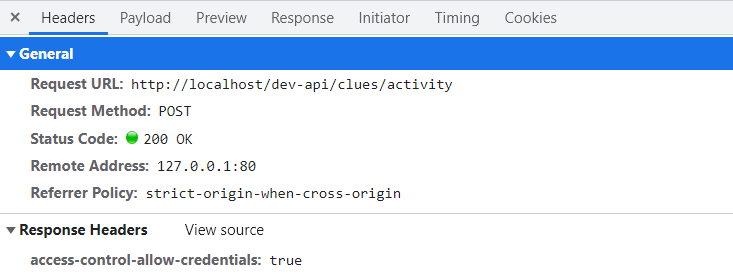 × Headers Payload Preview Response Initiator Timing Cookies
▼ General
Request URL: http://localhost/dev-api/clues/activity
Request Method: POST
Status Code: 200 OK
Remote Address: 127.0.0.1:80
Referrer Policy: strict-origin-when-cross-origin
▼ Response Headers View source
access-control-allow-credentials: true